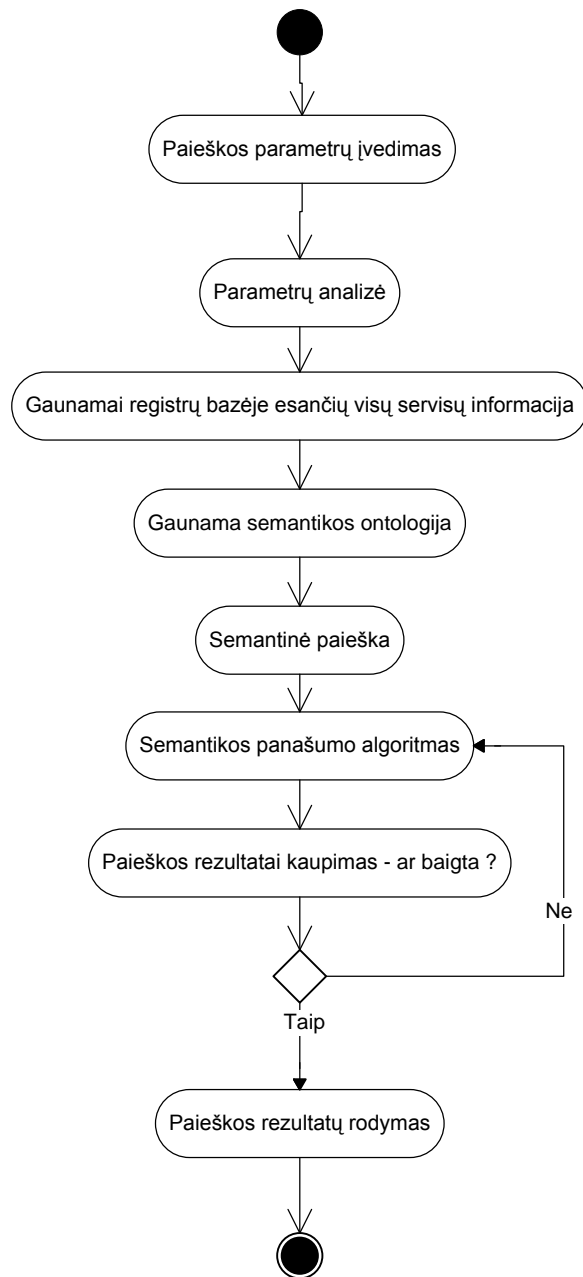 Paieškos parametrų įvedimas
Parametrų analizė
Gaunamai registrų bazėje esančių visų servisų informacija
Gaunama semantikos ontologija
Semantinė paieška
Semantikos panašumo algoritmas
Paieškos rezultatai kaupimas - ar baigta ?
Ne
Taip
Paieškos rezultatų rodymas